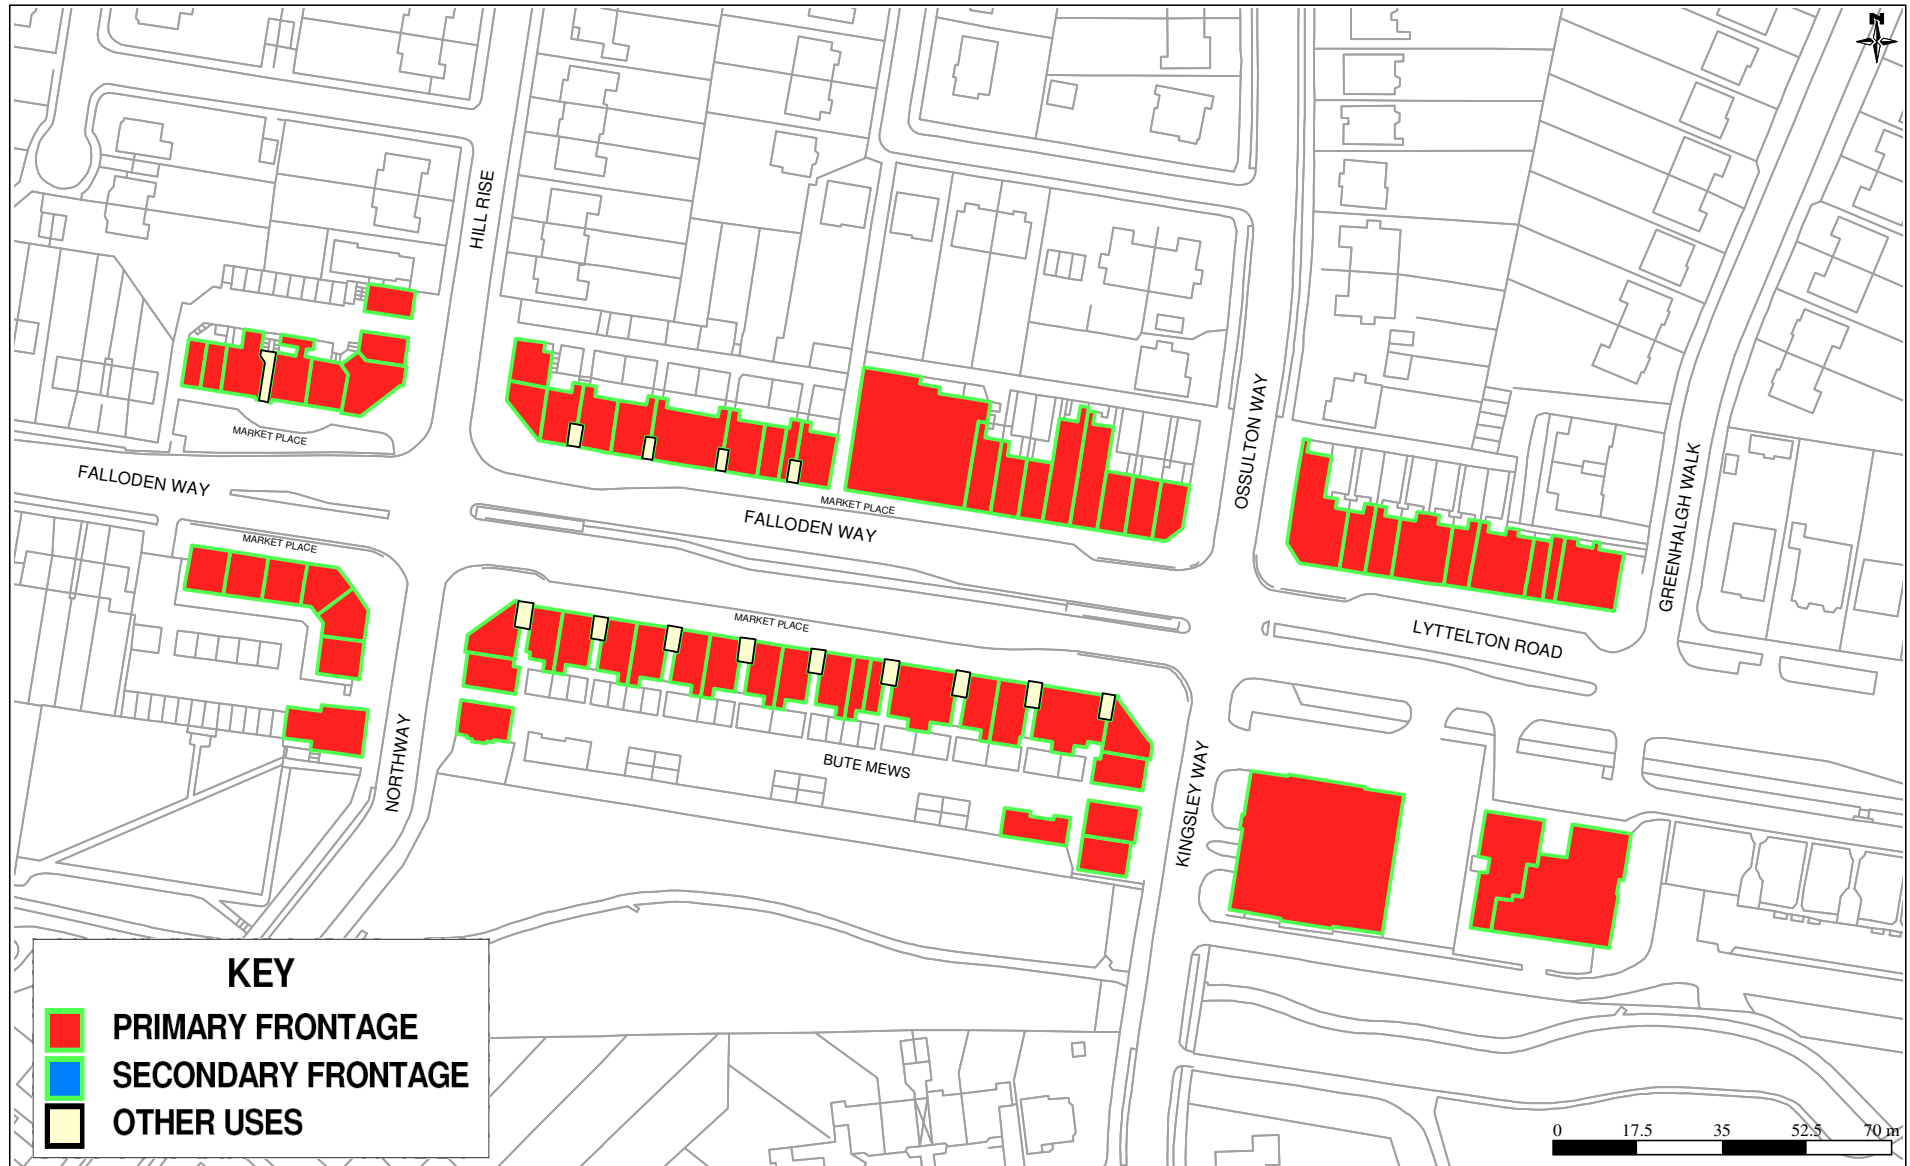 N
HILL RISE
MARKET PLACE
FALLODEN WAY
OSSULTON WAY
GREENHALGH WALK
MARKET PLACE
FALLODEN WAY
MARKET PLACE
MARKET PLACE
LYTTELTON ROAD
NORTHWAY
BUTE MEWS
KINGSLEY WAY
KEY
PRIMARY FRONTAGE
SECONDARY FRONTAGE
OTHER USES
0 17.5 35 52.5 70 m